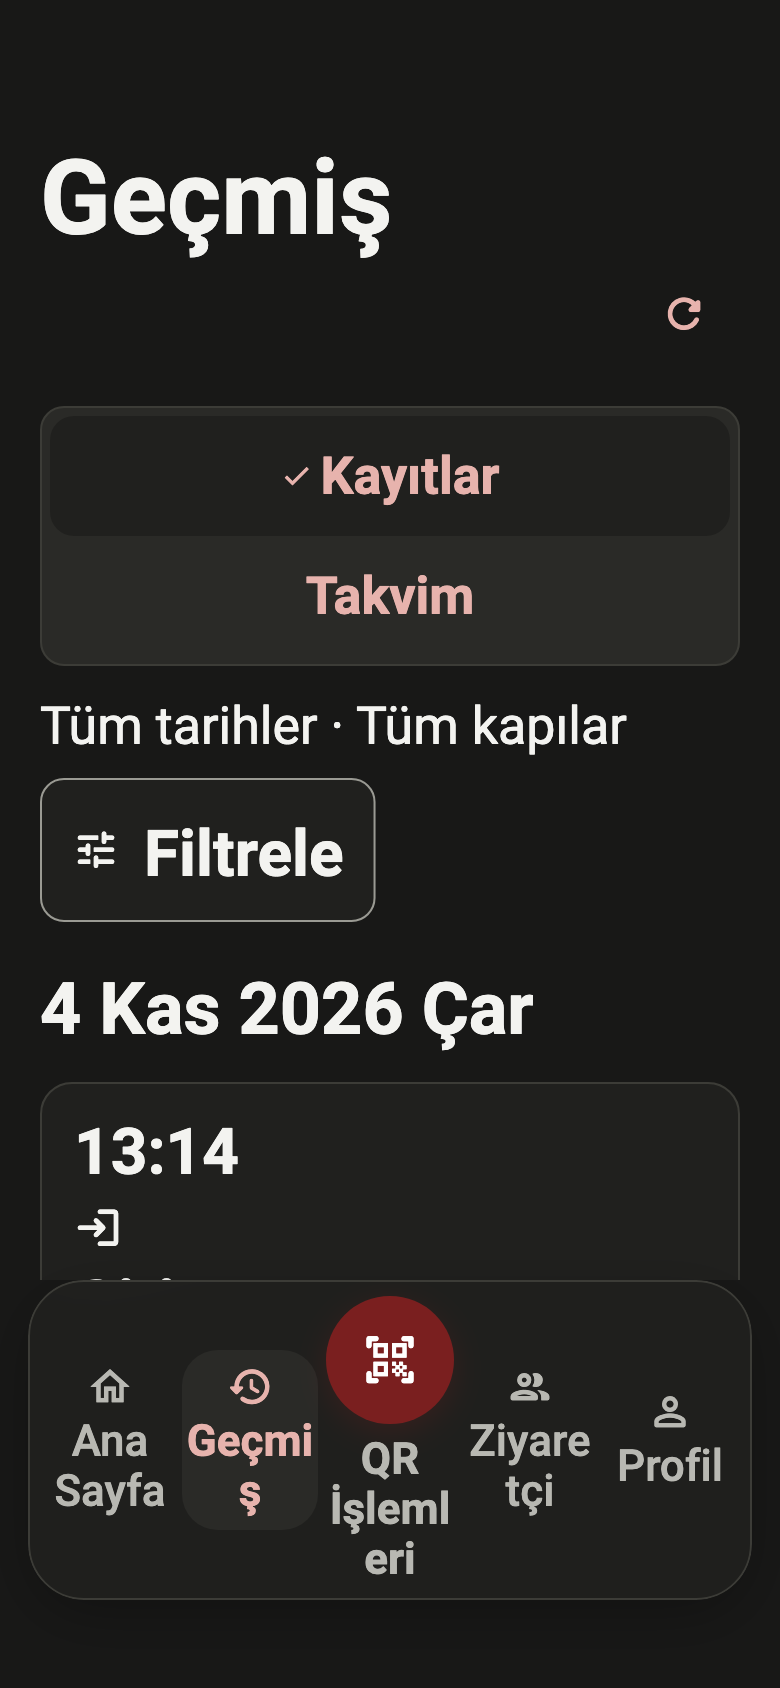 Geçmiş
Kayıtlar
Takvim
Tüm tarihler · Tüm kapılar
Filtrele
4 Kas 2026 Çar
13:14
Ana
Sayfa
Geçmi
ş
QR
İşleml
eri
Ziyare
tçi
Profil